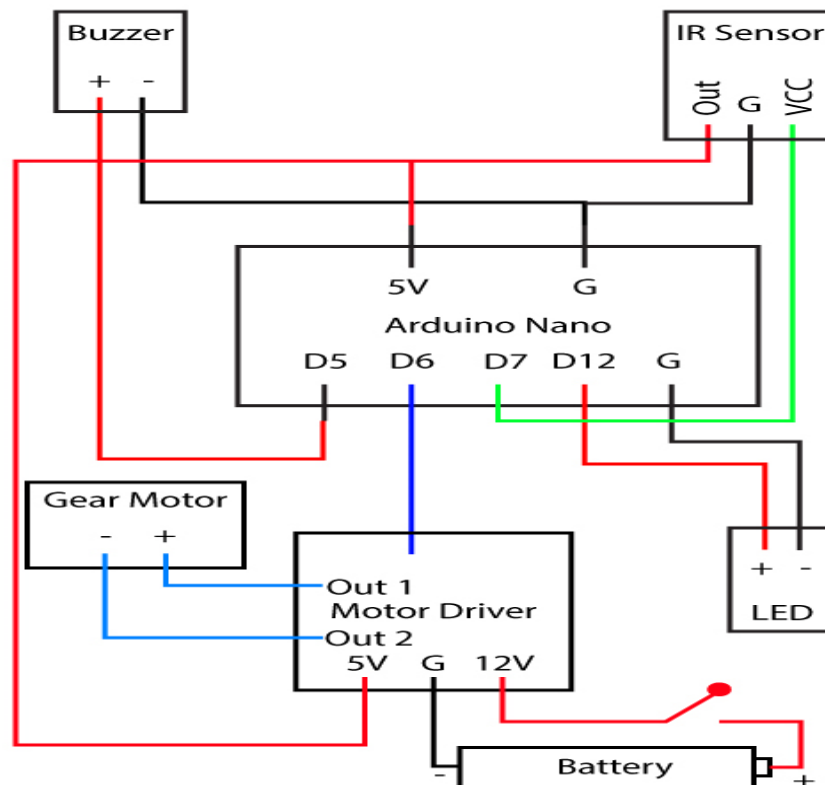 Buzzer
+ -
IR Sensor
Out G VCC
5V G
Arduino Nano
D5 D6 D7 D12 G
Gear Motor
- +
Out 1
Motor Driver
Out 2
5V G 12V
+ -
LED
Battery
- +